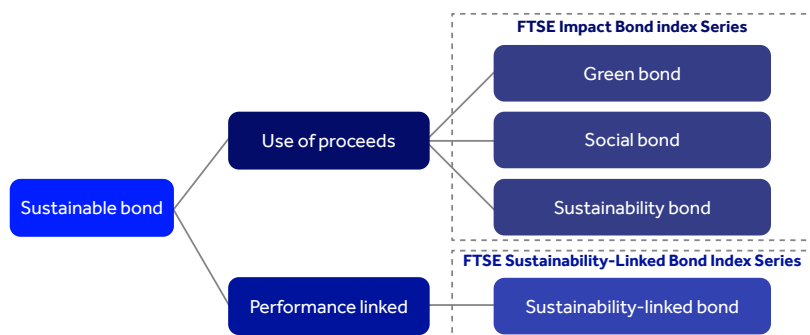 FTSE Impact Bond index Series
Green bond
Use of proceeds
Social bond
Sustainable bond
Sustainability bond
FTSE Sustainability-Linked Bond Index Series
Performance linked
Sustainability-linked bond